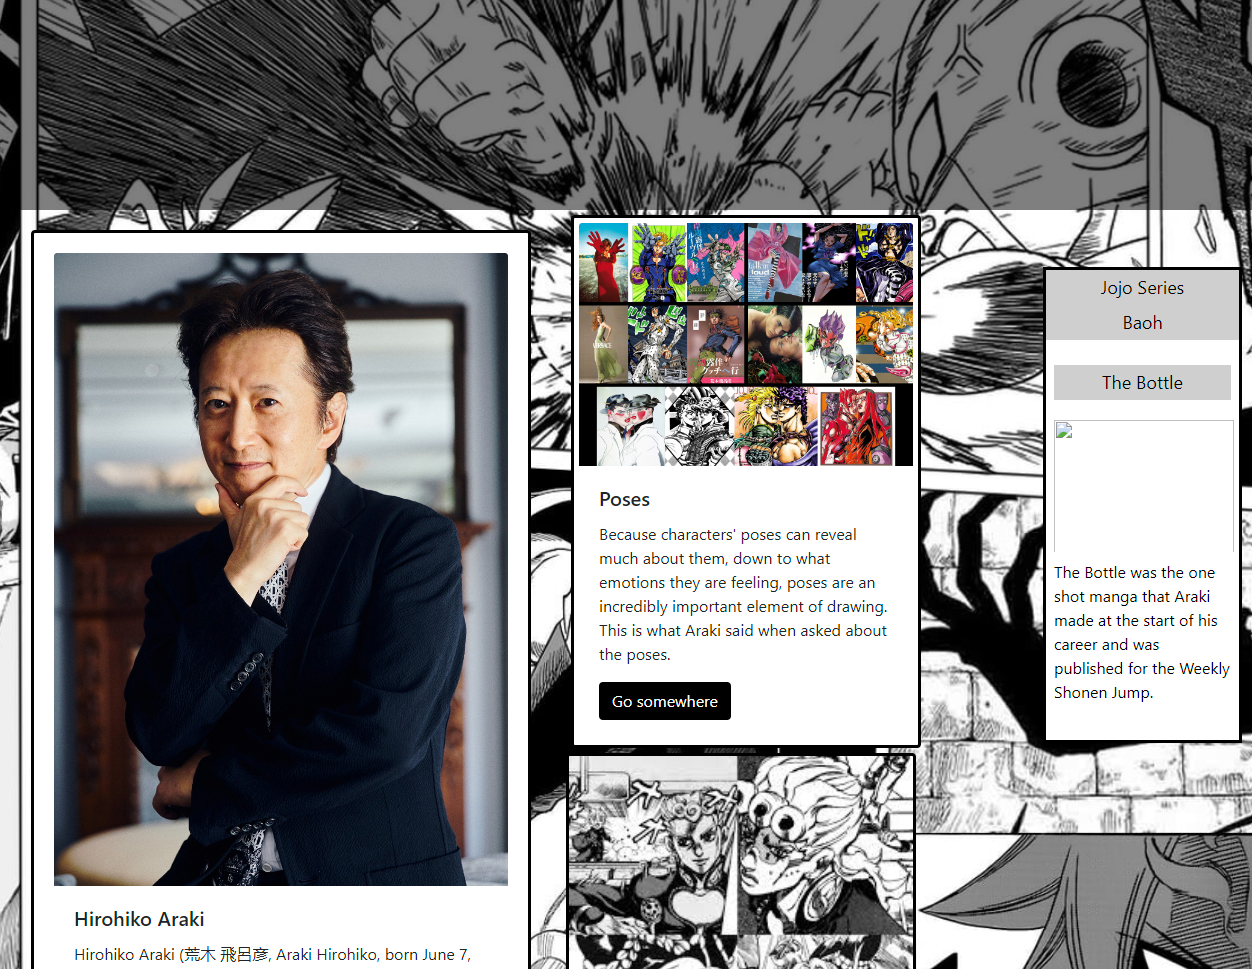 Hirohiko Araki
Hirohiko Araki (荒木 飛呂彦, Araki Hirohiko, born June 7,
Poses
Because characters' poses can reveal
much about them, down to what
emotions they are feeling, poses are an
incredibly important element of drawing.
This is what Araki said when asked about
the poses.
Go somewhere
Jojo Series
Baoh
The Bottle
The Bottle was the one
shot manga that Araki
made at the start of his
career and was
published for the Weekly
Shonen Jump.